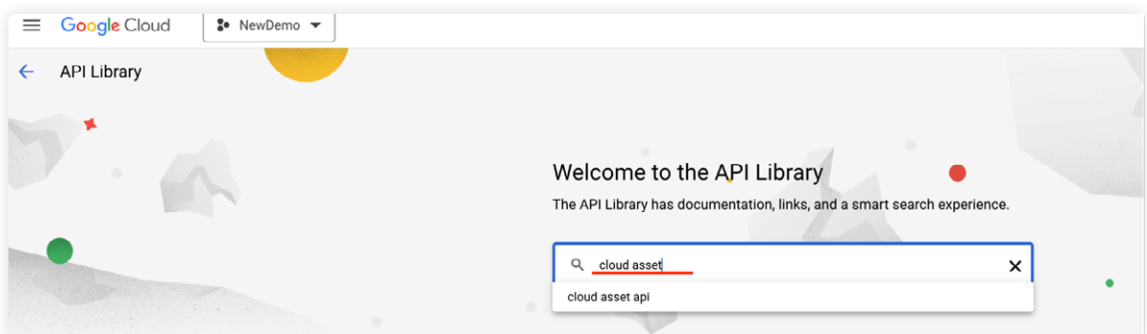 Google Cloud
NewDemo
API Library
Welcome to the API Library
The API Library has documentation, links, and a smart search experience.
cloud asset
cloud asset api